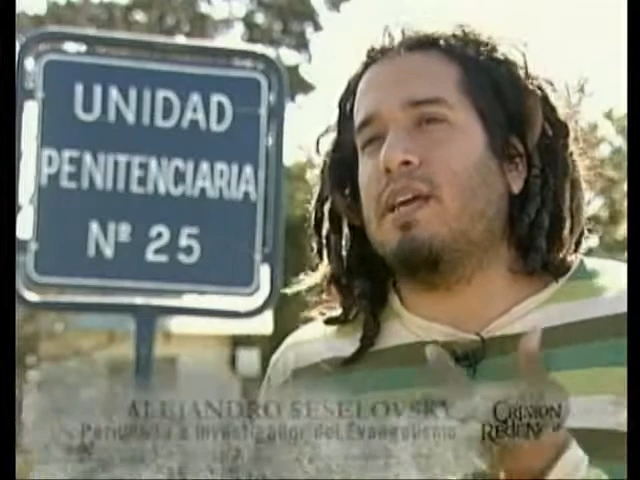 UNIDAD
PENITENCIARIA
Nº 25
ALEJANDRO SESELOVSKY
Periodista e investigador del Evangelismo